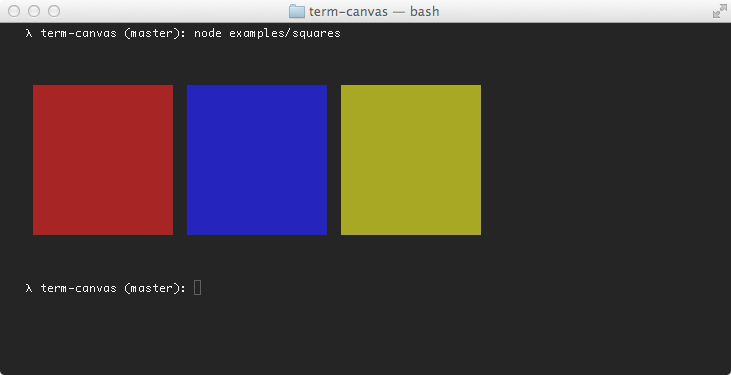 term-canvas — bash
λ term-canvas (master): node examples/squares
λ term-canvas (master):